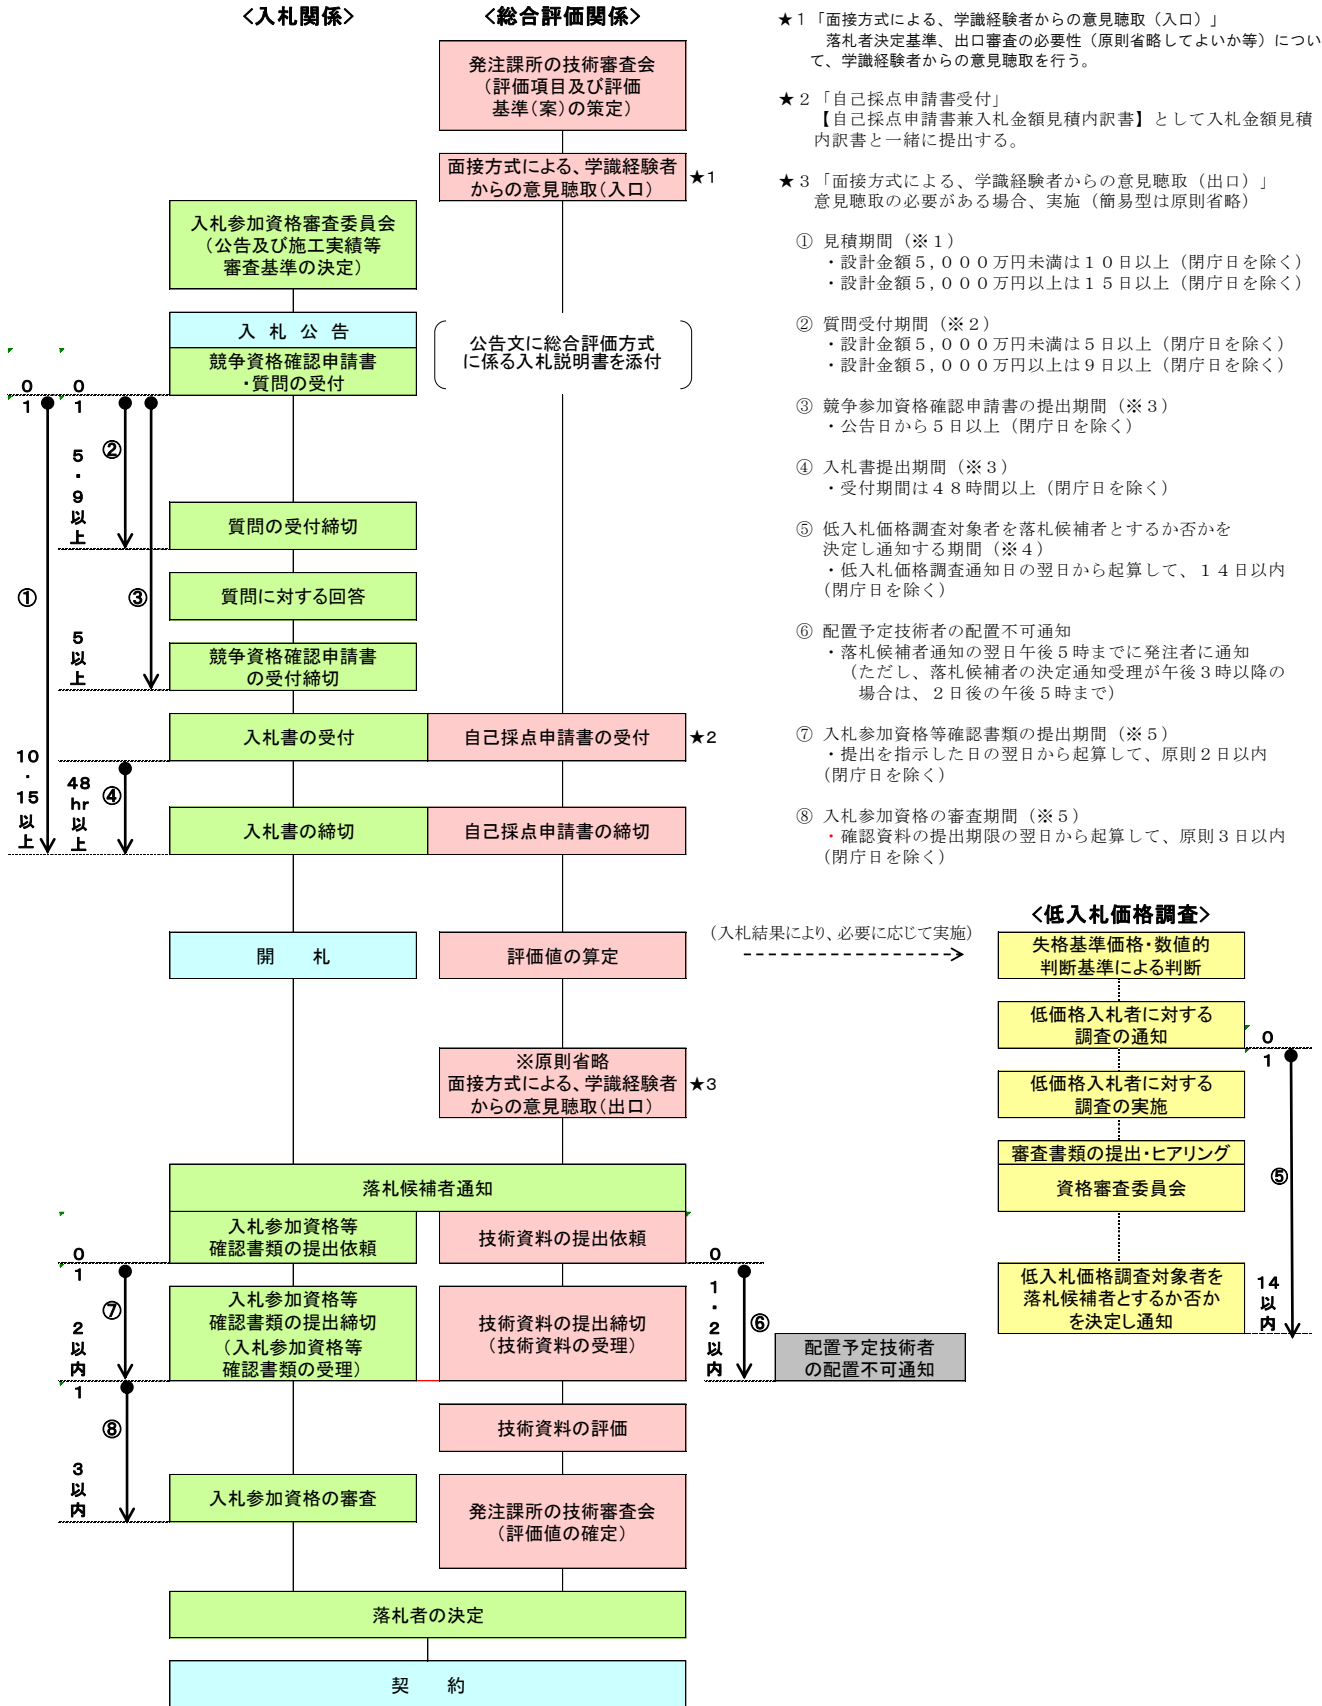 <入札関係>
<総合評価関係>
発注課所の技術審査会
(評価項目及び評価
基準(案)の策定)
面接方式による、学識経験者
からの意見聴取(入口)
★1
入札参加資格審査委員会
(公告及び施工実績等
審査基準の決定)
入 札 公 告
競争資格確認申請書
・質問の受付
公告文に総合評価方式
に係る入札説明書を添付
0
1
0
1
②
5
・
9
以
上
質問の受付締切
①
③
質問に対する回答
5
以
上
競争資格確認申請書
の受付締切
入札書の受付
自己採点申請書の受付
★2
10
・
15
以
上
48
hr
以
上
④
入札書の締切
自己採点申請書の締切
開 札
評価値の算定
(入札結果により、必要に応じて実施)
※原則省略
面接方式による、学識経験者
からの意見聴取(出口)
★3
落札候補者通知
入札参加資格等
確認書類の提出依頼
技術資料の提出依頼
0
1
⑦
2
以
内
入札参加資格等
確認書類の提出締切
(入札参加資格等
確認書類の受理)
技術資料の提出締切
(技術資料の受理)
0
1
・
2
以
内
⑥
配置予定技術者
の配置不可通知
1
⑧
3
以
内
技術資料の評価
入札参加資格の審査
発注課所の技術審査会
(評価値の確定)
落札者の決定
契 約
★1「面接方式による、学識経験者からの意見聴取(入口)」
落札者決定基準、出口審査の必要性(原則省略してよいか等)につい
て、学識経験者からの意見聴取を行う。
★2「自己採点申請書受付」
【自己採点申請書兼入札金額見積内訳書】として入札金額見積
内訳書と一緒に提出する。
★3「面接方式による、学識経験者からの意見聴取(出口)」
意見聴取の必要がある場合、実施(簡易型は原則省略)
① 見積期間(※1)
・設計金額5,000万円未満は10日以上(閉庁日を除く)
・設計金額5,000万円以上は15日以上(閉庁日を除く)
② 質問受付期間(※2)
・設計金額5,000万円未満は5日以上(閉庁日を除く)
・設計金額5,000万円以上は9日以上(閉庁日を除く)
③ 競争参加資格確認申請書の提出期間(※3)
・公告日から5日以上(閉庁日を除く)
④ 入札書提出期間(※3)
・受付期間は48時間以上(閉庁日を除く)
⑤ 低入札価格調査対象者を落札候補者とするか否かを
決定し通知する期間(※4)
・低入札価格調査通知日の翌日から起算して、14日以内
(閉庁日を除く)
⑥ 配置予定技術者の配置不可通知
・落札候補者通知の翌日午後5時までに発注者に通知
(ただし、落札候補者の決定通知受理が午後3時以降の
場合は、2日後の午後5時まで)
⑦ 入札参加資格等確認書類の提出期間(※5)
・提出を指示した日の翌日から起算して、原則2日以内
(閉庁日を除く)
⑧ 入札参加資格の審査期間(※5)
・確認資料の提出期限の翌日から起算して、原則3日以内
(閉庁日を除く)
<低入札価格調査>
失格基準価格・数値的
判断基準による判断
低価格入札者に対する
調査の通知
0
1
低価格入札者に対する
調査の実施
審査書類の提出・ヒアリング
資格審査委員会
⑤
低入札価格調査対象者を
落札候補者とするか否か
を決定し通知
14
以
内